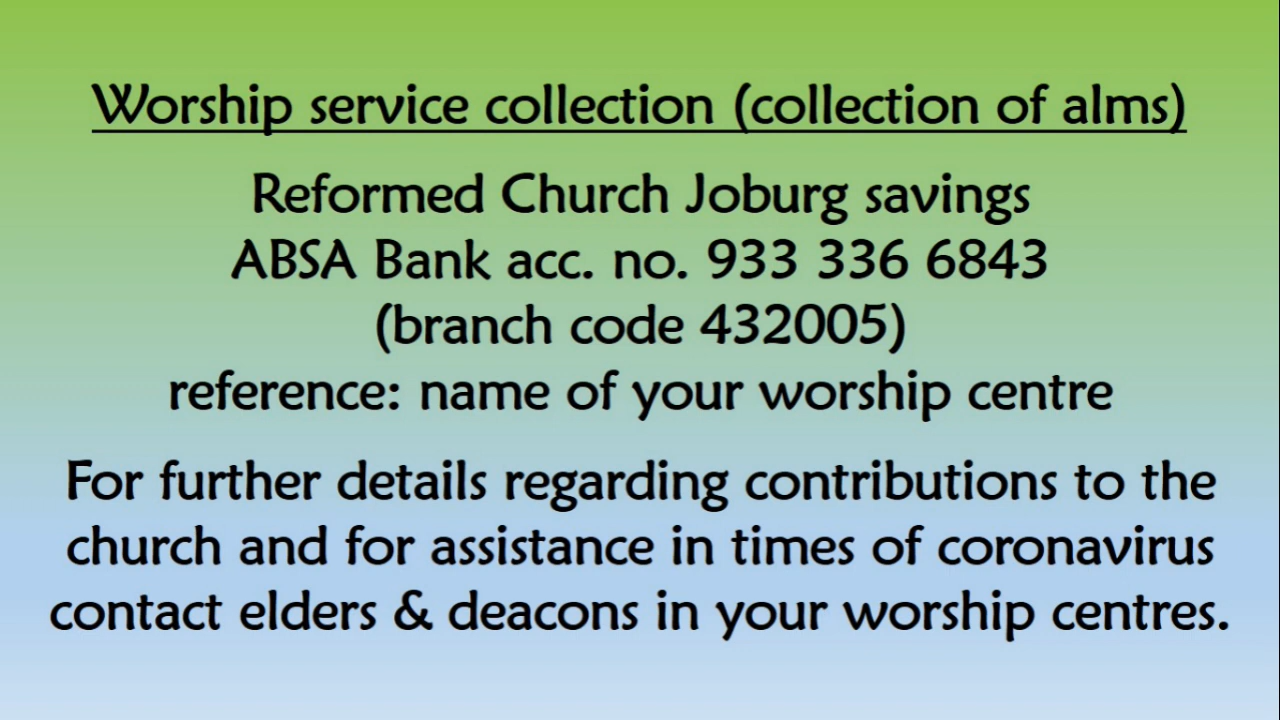 Worship service collection (collection of alms)
Reformed Church Joburg savings
ABSA Bank acc. no. 933 336 6843
(branch code 432005)
reference: name of your worship centre
For further details regarding contributions to the
church and for assistance in times of coronavirus
contact elders & deacons in your worship centres.